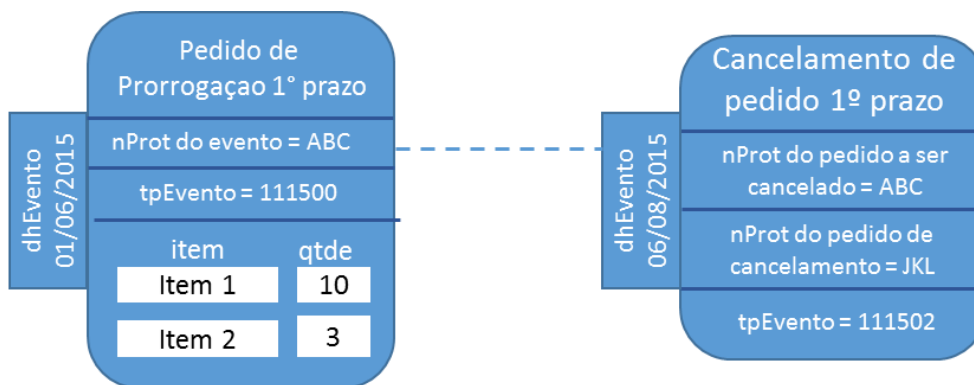 Pedido de
Prorrogaçao 1° prazo
dhEvento
01/06/2015
nProt do evento = ABC
tpEvento = 111500
item qtde
Item 1 10
Item 2 3
Cancelamento de
pedido 1º prazo
dhEvento
06/08/2015
nProt do pedido a ser
cancelado = ABC
nProt do pedido de
cancelamento = JKL
tpEvento = 111502